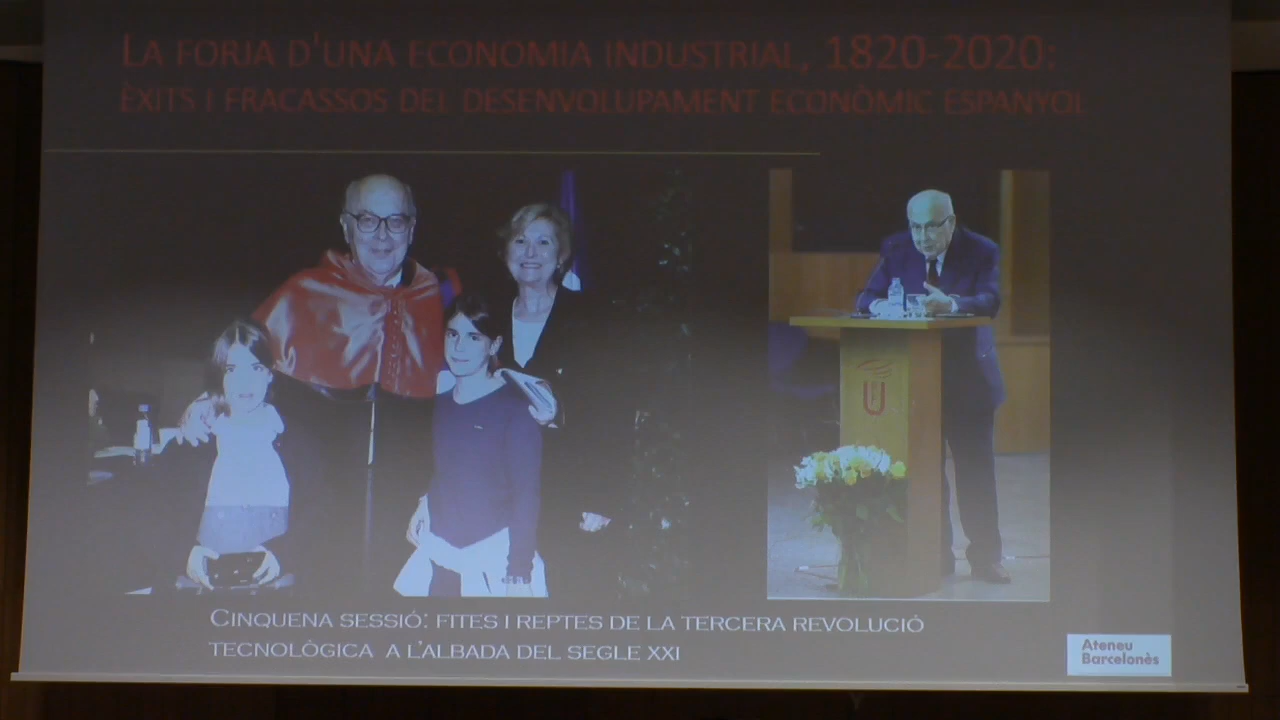 LA FORJA D'UNA ECONOMIA INDUSTRIAL, 1820-2020:
ÈXITS I FRACASSOS DEL DESENVOLUPAMENT ECONÒMIC ESPANYOL
CINQUENA SESSIÓ: FITES I REPTES DE LA TERCERA REVOLUCIÓ
TECNOLÒGICA A L'ALBADA DEL SEGLE XXI
Ateneu
Barcelonès